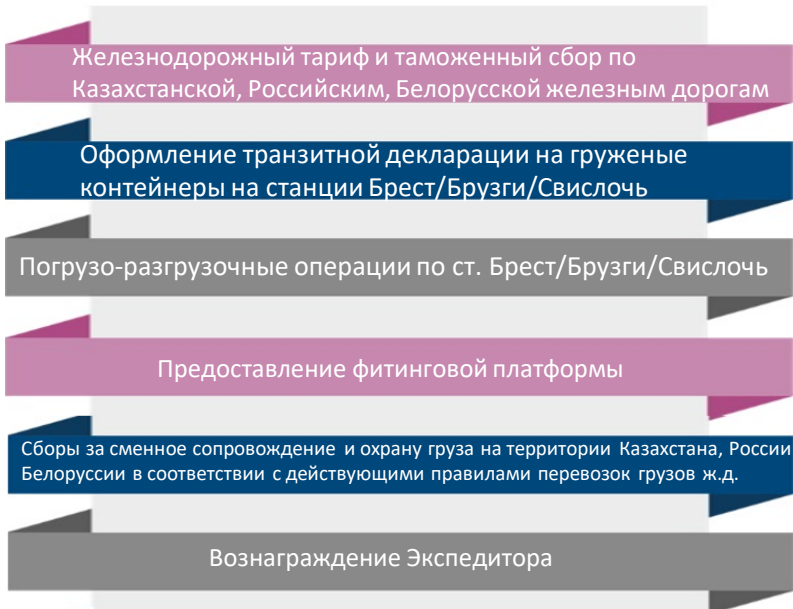 Железнодорожный тариф и таможенный сбор по
Казахстанской, Российским, Белорусской железным дорогам
Оформление транзитной декларации на груженые
контейнеры на станции Брест/Брузги/Свислочь
Погрузо-разгрузочные операции по ст. Брест/Брузги/Свислочь
Предоставление фитинговой платформы
Сборы за сменное сопровождение и охрану груза на территории Казахстана, России
Белоруссии в соответствии с действующими правилами перевозок грузов ж.д.
Вознаграждение Экспедитора